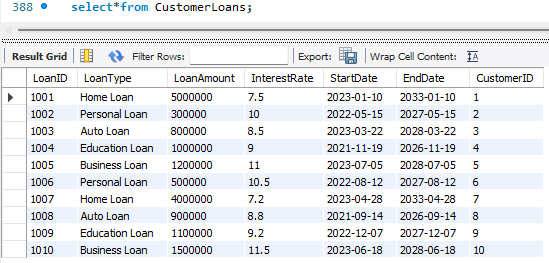 388 select*from CustomerLoans;
Result Grid Filter Rows: Export: Wrap Cell Content: IA
LoanID LoanType LoanAmount InterestRate StartDate EndDate CustomerID
1001 Home Loan 5000000 7.5 2023-01-10 2033-01-10 1
1002 Personal Loan 300000 10 2022-05-15 2027-05-15 2
1003 Auto Loan 800000 8.5 2023-03-22 2028-03-22 3
1004 Education Loan 1000000 9 2021-11-19 2026-11-19 4
1005 Business Loan 1200000 11 2023-07-05 2028-07-05 5
1006 Personal Loan 500000 10.5 2022-08-12 2027-08-12 6
1007 Home Loan 4000000 7.2 2023-04-28 2033-04-28 7
1008 Auto Loan 900000 8.8 2021-09-14 2026-09-14 8
1009 Education Loan 1100000 9.2 2022-12-07 2027-12-07 9
1010 Business Loan 1500000 11.5 2023-06-18 2028-06-18 10